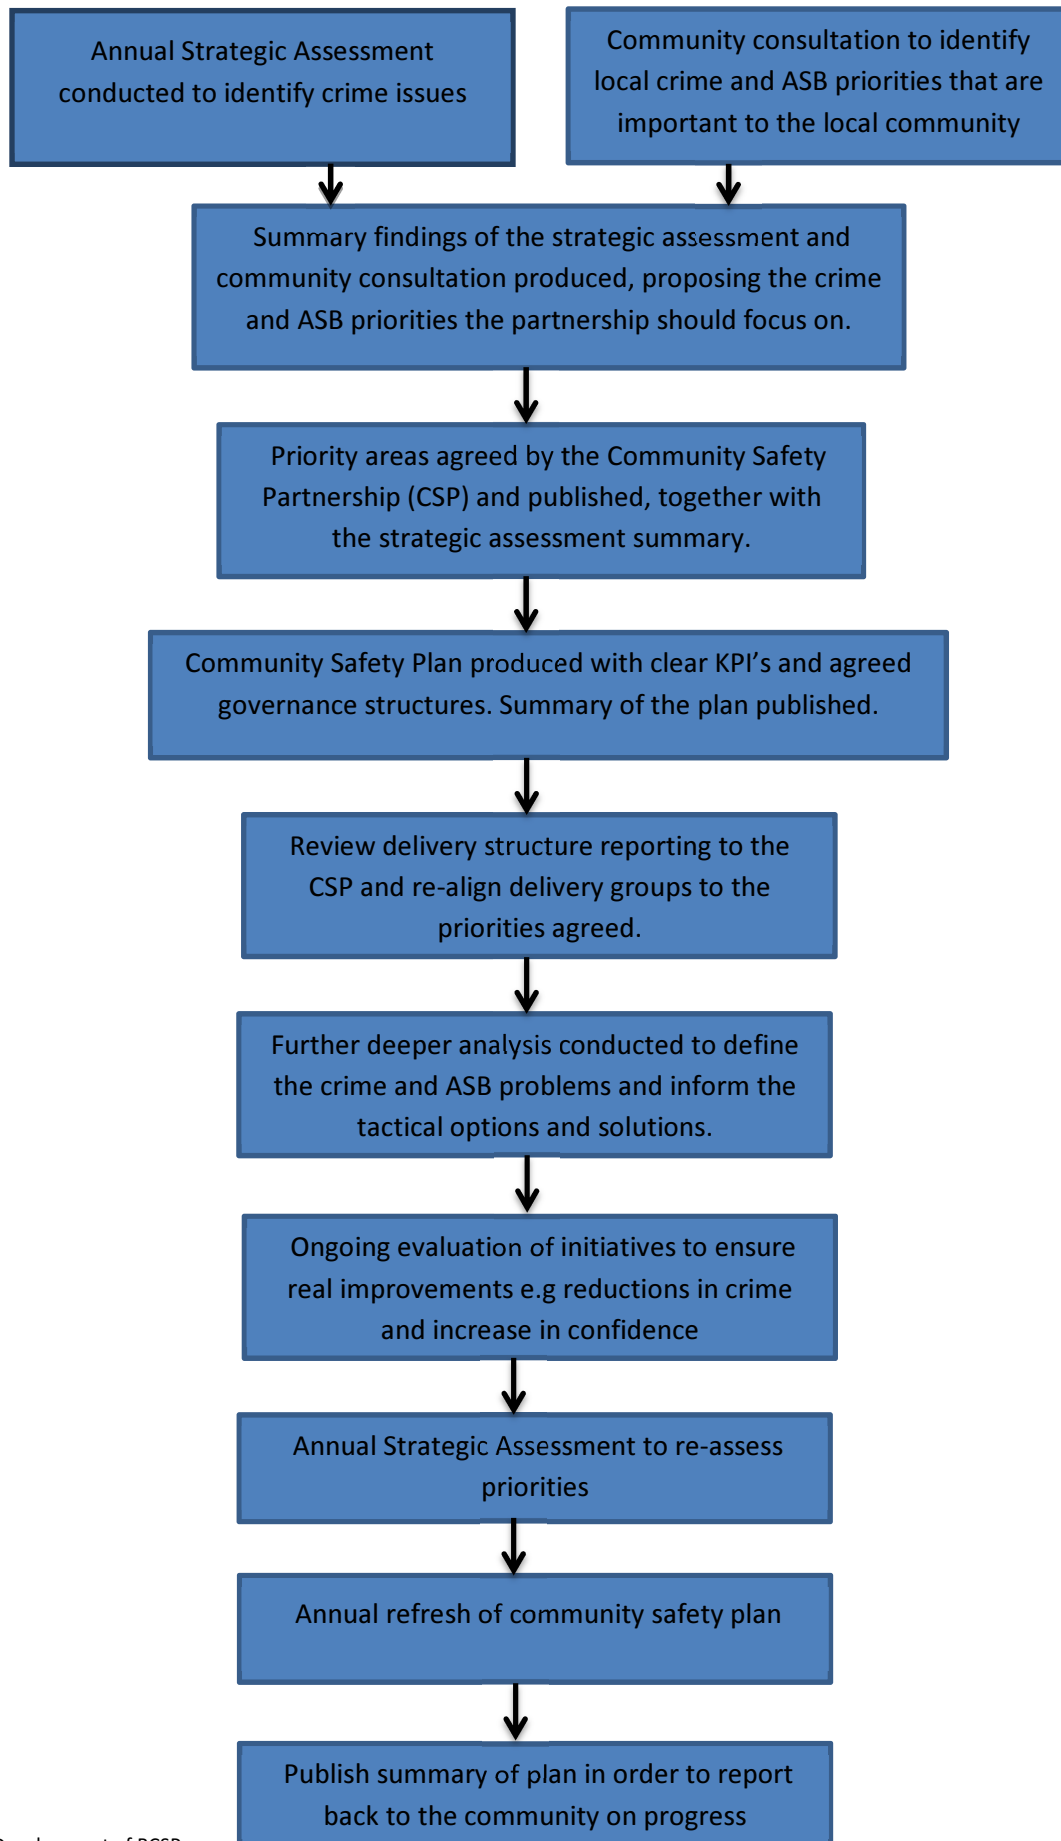 Annual Strategic Assessment
conducted to identify crime issues
Community consultation to identify
local crime and ASB priorities that are
important to the local community
Summary findings of the strategic assessment and
community consultation produced, proposing the crime
and ASB priorities the partnership should focus on.
Priority areas agreed by the Community Safety
Partnership (CSP) and published, together with
the strategic assessment summary.
Community Safety Plan produced with clear KPI’s and agreed
governance structures. Summary of the plan published.
Review delivery structure reporting to the
CSP and re-align delivery groups to the
priorities agreed.
Further deeper analysis conducted to define
the crime and ASB problems and inform the
tactical options and solutions.
Ongoing evaluation of initiatives to ensure
real improvements e.g reductions in crime
and increase in confidence
Annual Strategic Assessment to re-assess
priorities
Annual refresh of community safety plan
Publish summary of plan in order to report
back to the community on progress